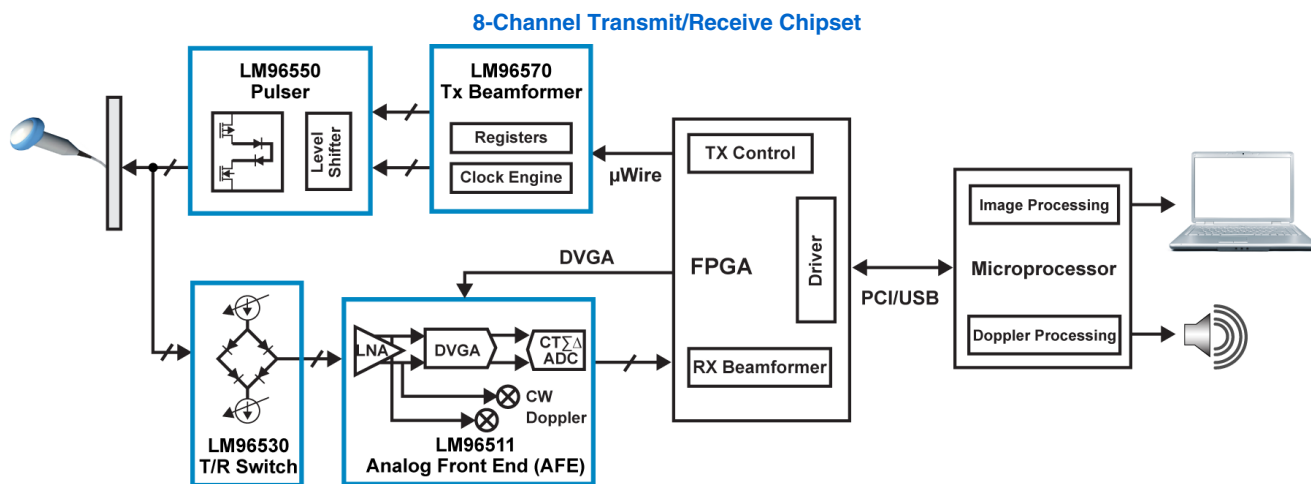 8-Channel Transmit/Receive Chipset
LM96550
Pulser
Level
Shifter
LM96570
Tx Beamformer
Registers
Clock Engine
µWire
TX Control
FPGA
Driver
RX Beamformer
DVGA
PCI/USB
Image Processing
Microprocessor
Doppler Processing
LM96530
T/R Switch
LNA
DVGA
CT∑Δ
ADC
CW
Doppler
LM96511
Analog Front End (AFE)